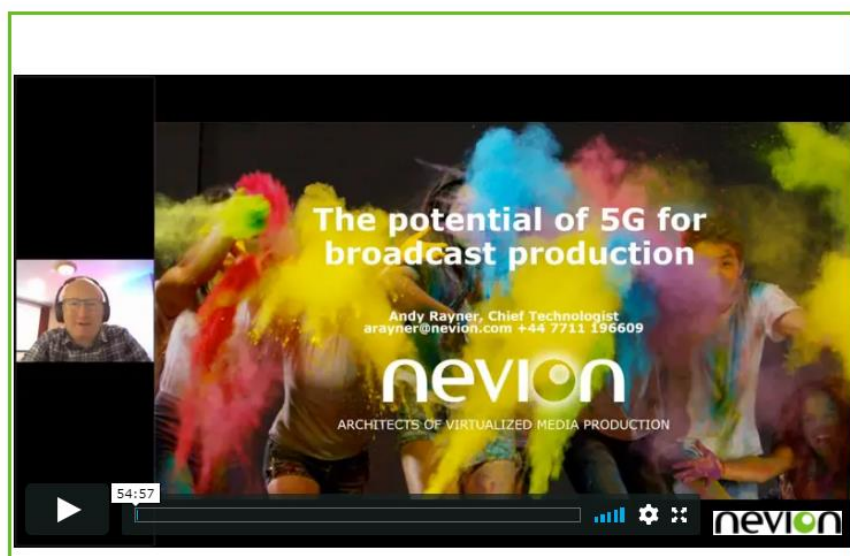 The potential of 5G for
broadcast production
Andy Rayner, Chief Technologist
arayner@nevion.com +44 7711 196609
nevion
ARCHITECTS OF VIRTUALIZED MEDIA PRODUCTION
54:57
nevion